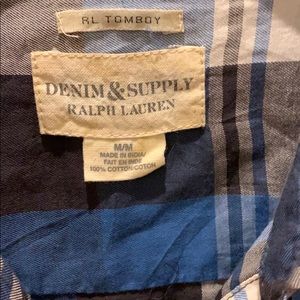 RL TOMBOY
DENIM & SUPPLY
RALPH LAUREN
M/M
MADE IN INDIA/
FAIT EN INDE
100% COTTON/COTON